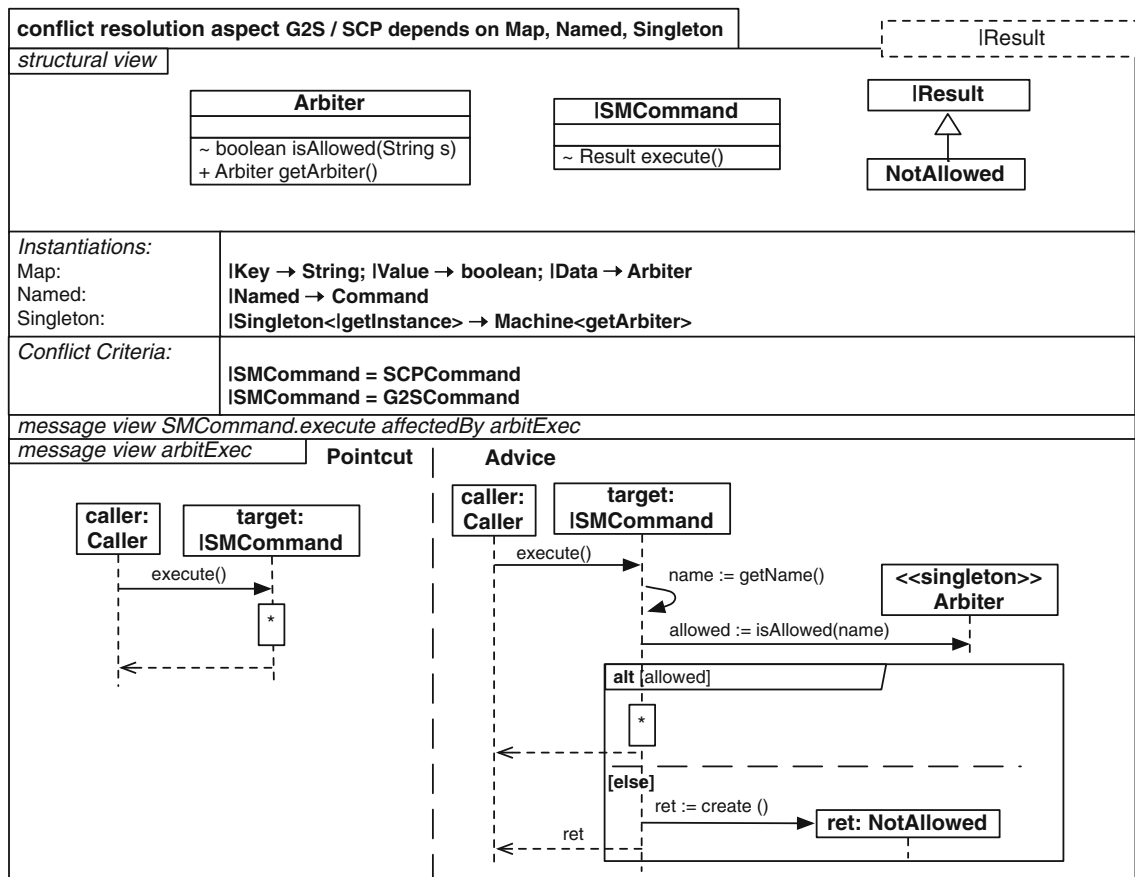 conflict resolution aspect G2S / SCP depends on Map, Named, Singleton
|Result
structural view
Arbiter
~ boolean isAllowed(String s)
+ Arbiter getArbiter()
|SMCommand
~ Result execute()
|Result
NotAllowed
Instantiations:
Map: |Key → String; |Value → boolean; |Data → Arbiter
Named: |Named → Command
Singleton: |Singleton<|getInstance> → Machine<getArbiter>
Conflict Criteria:
|SMCommand = SCPCommand
|SMCommand = G2SCommand
message view SMCommand.execute affectedBy arbitExec
message view arbitExec
Pointcut
Advice
caller:
Caller
target:
|SMCommand
execute()
*
caller:
Caller
target:
|SMCommand
execute()
name := getName()
<<singleton>>
Arbiter
allowed := isAllowed(name)
alt [allowed]
*
[else]
ret := create ()
ret: NotAllowed
ret